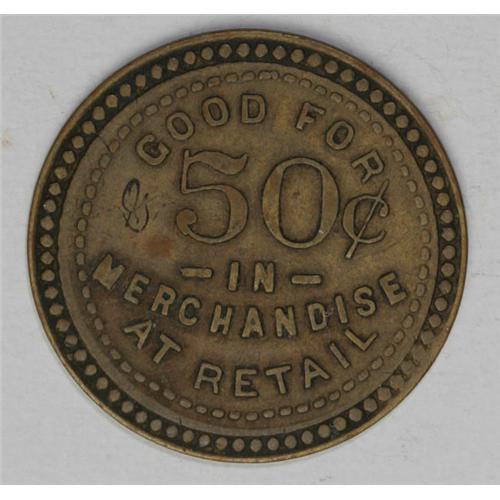 GOOD FOR
50¢
- IN -
MERCHANDISE
AT RETAIL